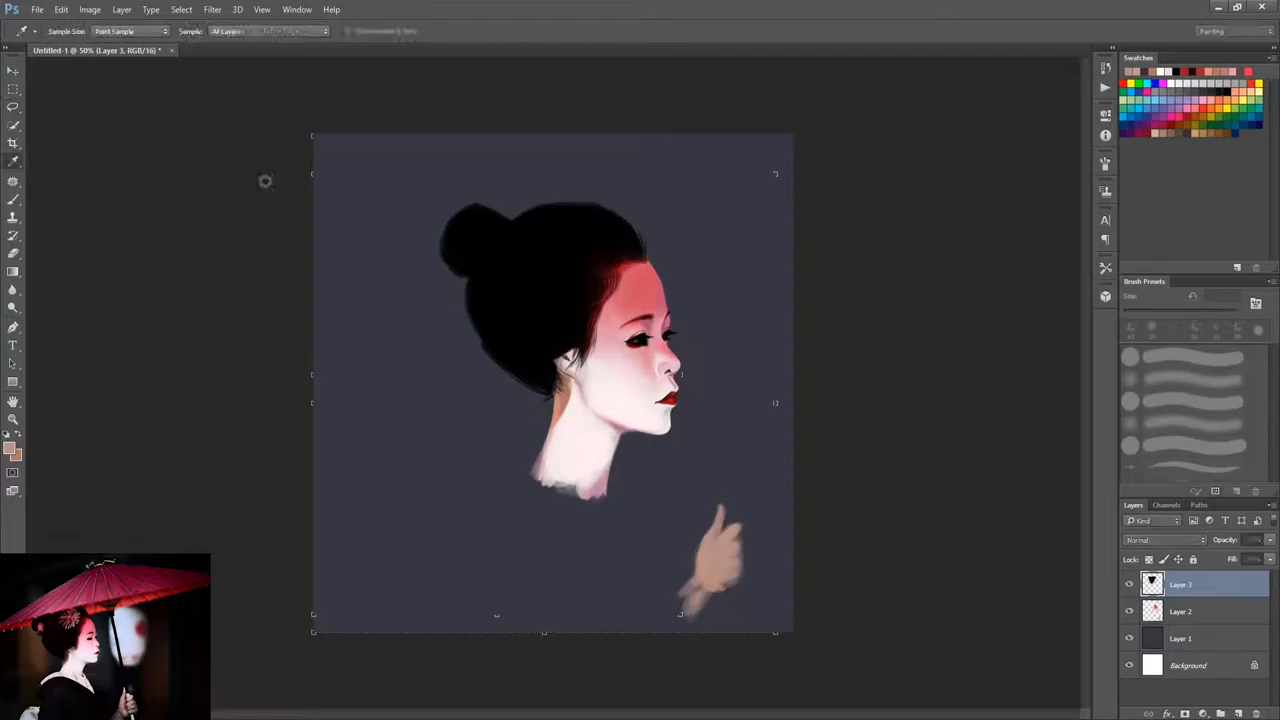 Ps File Edit Image Layer Type Select Filter 3D View Window Help
Sample Size: Point Sample Sample: All Layers Painting
Untitled-1 @ 50% (Layer 3, RGB/16) * ×
Swatches
Brush Presets
Size:
Layers Channels Paths
Kind
Normal Opacity:
Lock: Fill:
Layer 3
Layer 2
Layer 1
Background